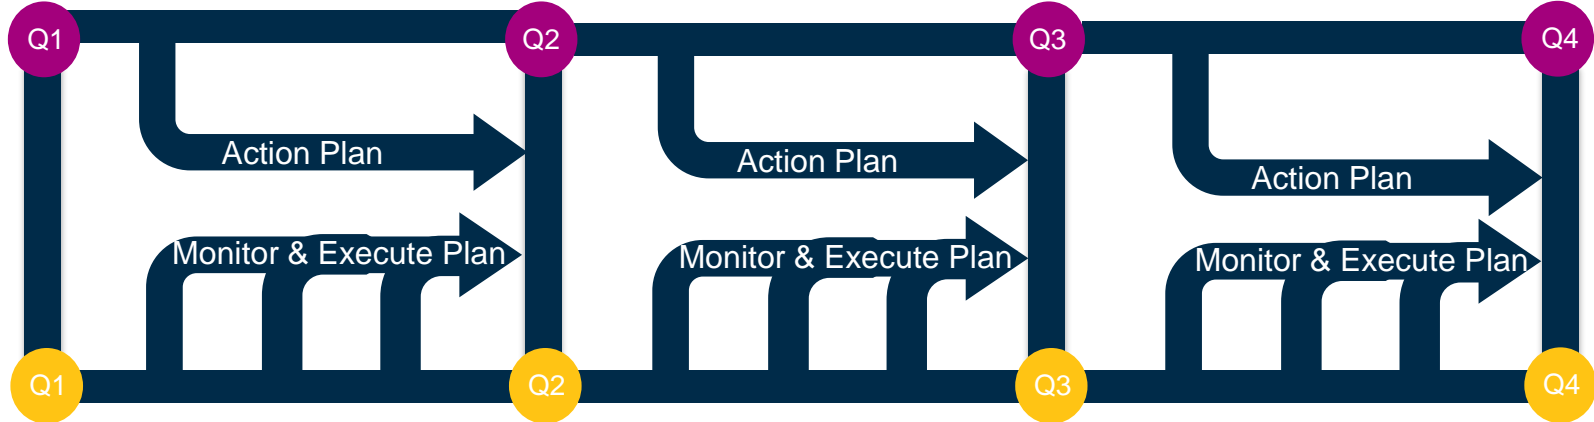 Q1
Q2
Q3
Q4
Action Plan
Action Plan
Action Plan
Monitor & Execute Plan
Monitor & Execute Plan
Monitor & Execute Plan
Q1
Q2
Q3
Q4